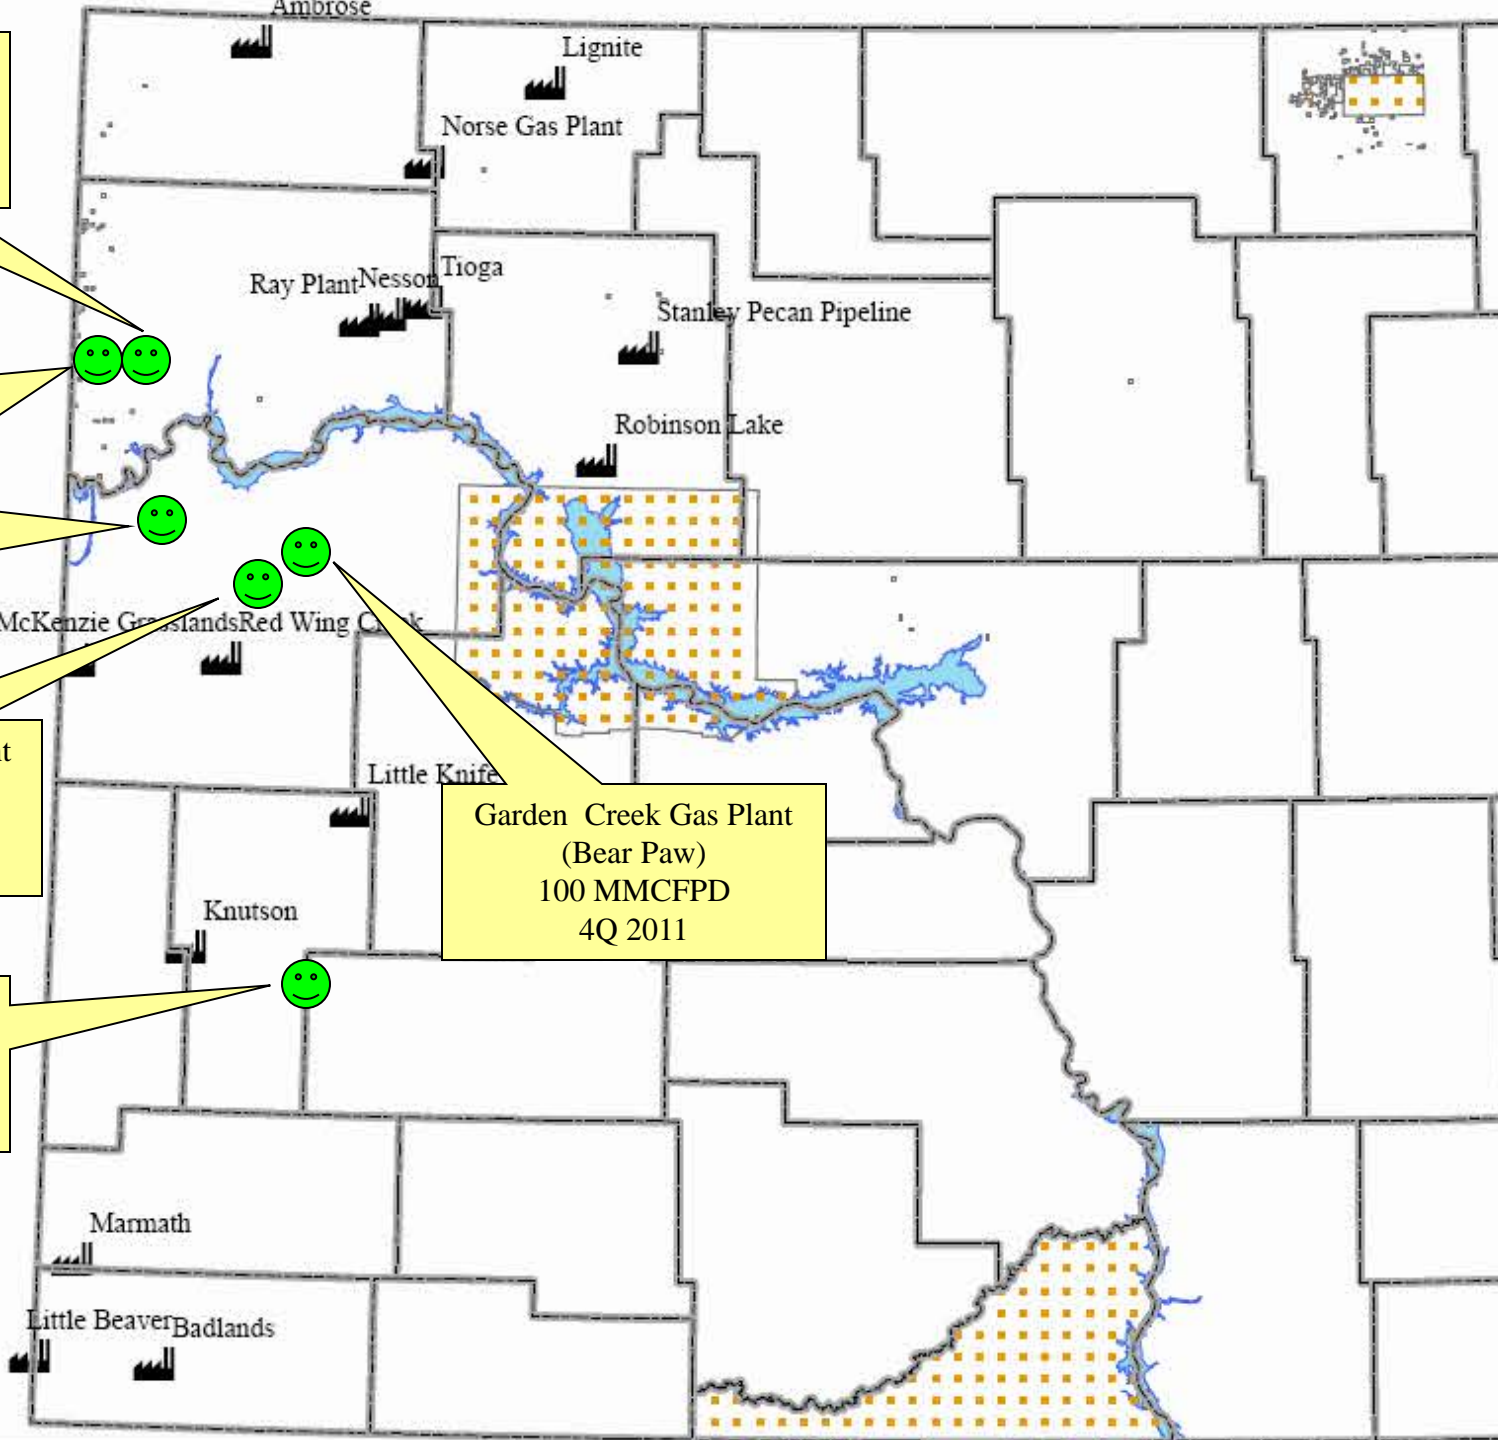 Ambrose
Lignite
Norse Gas Plant
Tioga
Nesson
Ray Plant
Stanley Pecan Pipeline
Robinson Lake
McKenzie Grasslands
Red Wing Creek
Little Knife
Garden Creek Gas Plant
(Bear Paw)
100 MMCFPD
4Q 2011
Knutson
Marmath
Little Beaver
Badlands